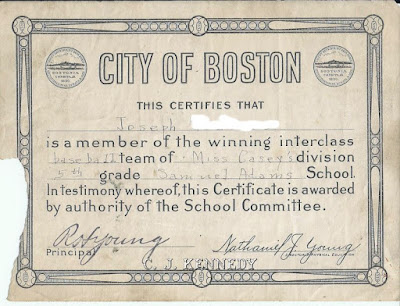 CITY OF BOSTON
THIS CERTIFIES THAT
Joseph
is a member of the winning interclass
baseball team of Miss Casey's division
5th grade Samuel Adams School.
In testimony whereof, this Certificate is awarded
by authority of the School Committee.
Nathaniel J. Young
Principal
C. J. KENNEDY